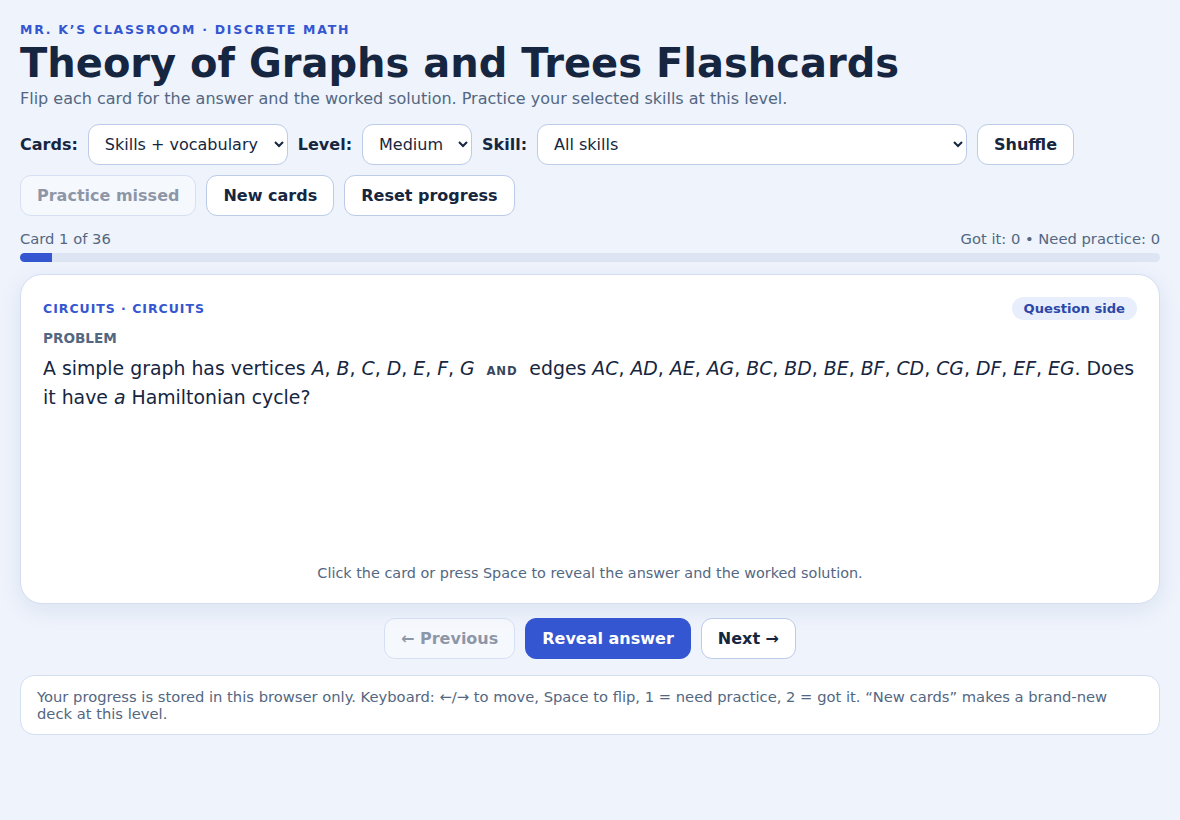 MR. K’S CLASSROOM · DISCRETE MATH
Theory of Graphs and Trees Flashcards
Flip each card for the answer and the worked solution. Practice your selected skills at this level.
Cards: Skills + vocabulary Level: Medium Skill: All skills Shuffle
Practice missed New cards Reset progress
Card 1 of 36 Got it: 0 • Need practice: 0
CIRCUITS · CIRCUITS Question side
PROBLEM
A simple graph has vertices A, B, C, D, E, F, G AND edges AC, AD, AE, AG, BC, BD, BE, BF, CD, CG, DF, EF, EG. Does
it have a Hamiltonian cycle?
Click the card or press Space to reveal the answer and the worked solution.
← Previous Reveal answer Next →
Your progress is stored in this browser only. Keyboard: ←/→ to move, Space to flip, 1 = need practice, 2 = got it. “New cards” makes a brand-new
deck at this level.